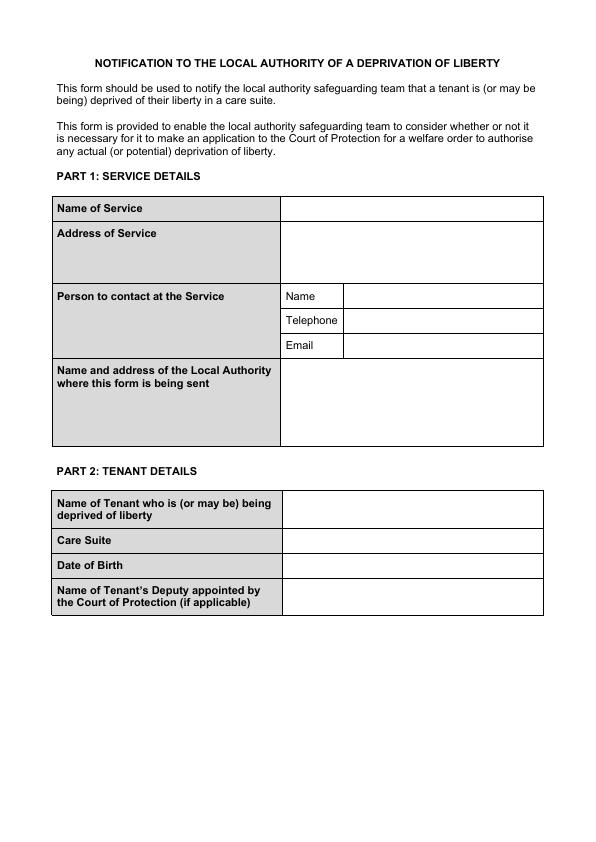 NOTIFICATION TO THE LOCAL AUTHORITY OF A DEPRIVATION OF LIBERTY
This form should be used to notify the local authority safeguarding team that a tenant is (or may be
being) deprived of their liberty in a care suite.
This form is provided to enable the local authority safeguarding team to consider whether or not it
is necessary for it to make an application to the Court of Protection for a welfare order to authorise
any actual (or potential) deprivation of liberty.
PART 1: SERVICE DETAILS
Name of Service
Address of Service
Person to contact at the Service
Name
Telephone
Email
Name and address of the Local Authority
where this form is being sent
PART 2: TENANT DETAILS
Name of Tenant who is (or may be) being
deprived of liberty
Care Suite
Date of Birth
Name of Tenant's Deputy appointed by
the Court of Protection (if applicable)